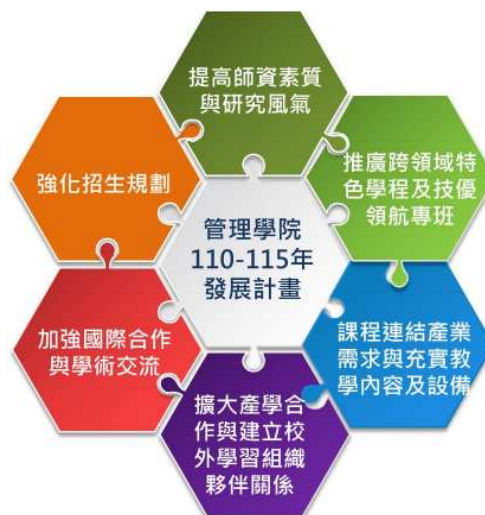 提高師資素質
與研究風氣
推廣跨領域特
色學程及技優
領航專班
強化招生規劃
管理學院
110-115年
發展計畫
課程連結產業
需求與充實教
學內容及設備
加強國際合作
與學術交流
擴大產學合
作與建立校
外學習組織
夥伴關係